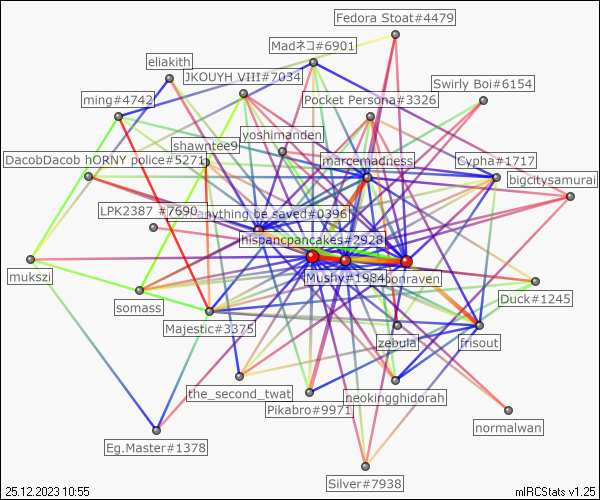 Fedora Stoat#4479
Madネコ#6901
eliakith
JKOUYH VIII#7034
Swirly Boi#6154
ming#4742
Pocket Persona#3326
yoshimanden
shawntee9
DacobDacob hORNY police#5271
marcemadness
Cypha#1717
bigcitysamurai
LPK2387 #7690
anything be saved#0396
hispancpancakes#2928
mukszi
Mushy#1984
onraven
somass
Duck#1245
Majestic#3375
zebula
frisout
the_second_twat
neokingghidorah
Pikabro#9971
normalwan
Eg.Master#1378
Silver#7938
25.12.2023 10:55
mIRCStats v1.25